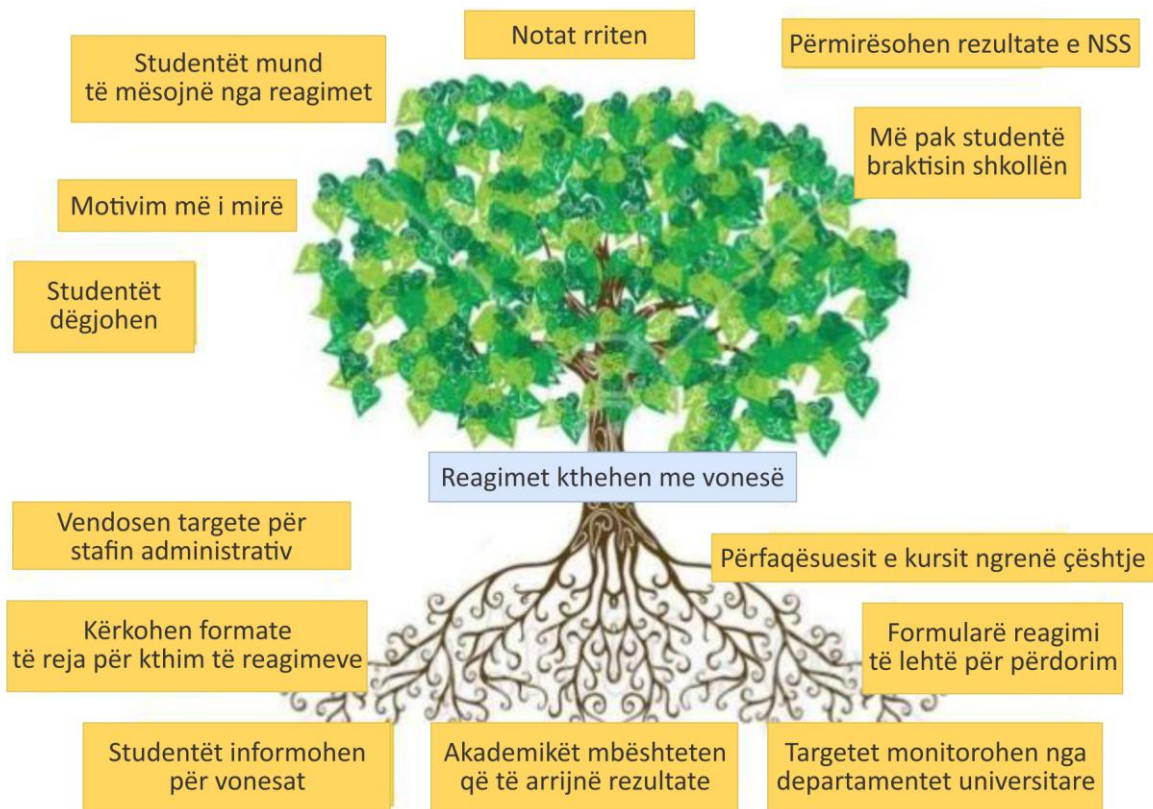 Notat rriten
Përmirësohen rezultate e NSS
Studentët mund
të mësojnë nga reagimet
Më pak studentë
braktisin shkollën
Motivim më i mirë
Studentët
dëgjohen
Reagimet kthehen me vonesë
Vendosen targete për
stafin administrativ
Përfaqësuesit e kursit ngrenë çështje
Kërkohen formate
të reja për kthim të reagimeve
Formularë reagimi
të lehtë për përdorim
Studentët informohen
për vonesat
Akademikët mbështeten
që të arrijnë rezultate
Targetet monitorohen nga
departamentet universitare